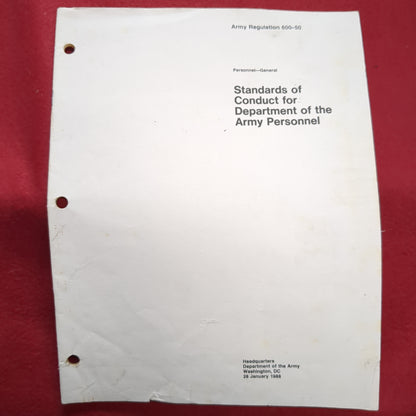 Army Regulation 600-50
Personnel—General
Standards of
Conduct for
Department of the
Army Personnel
Headquarters
Department of the Army
Washington, DC
28 January 1988